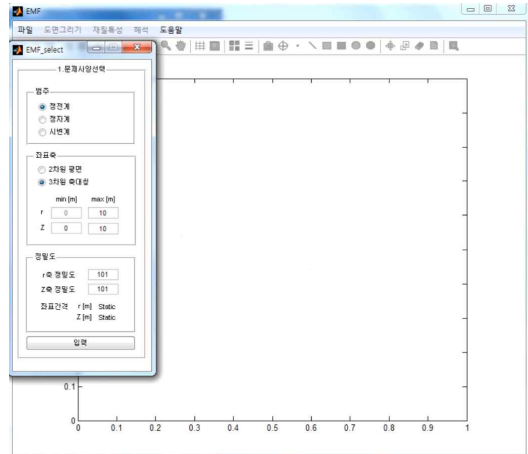 EMF
파일 도면그리기 재질특성 해석 도움말
EMF_select
1.문제사양선택
범주
정전계
정자계
시변계
좌표축
2차원 평면
3차원 축대칭
min [m] max [m]
r 0 10
Z 0 10
정밀도
r축 정밀도 101
Z축 정밀도 101
좌표간격 r [m] Static
Z [m] Static
입력
0.1
0
0 0.1 0.2 0.3 0.4 0.5 0.6 0.7 0.8 0.9 1